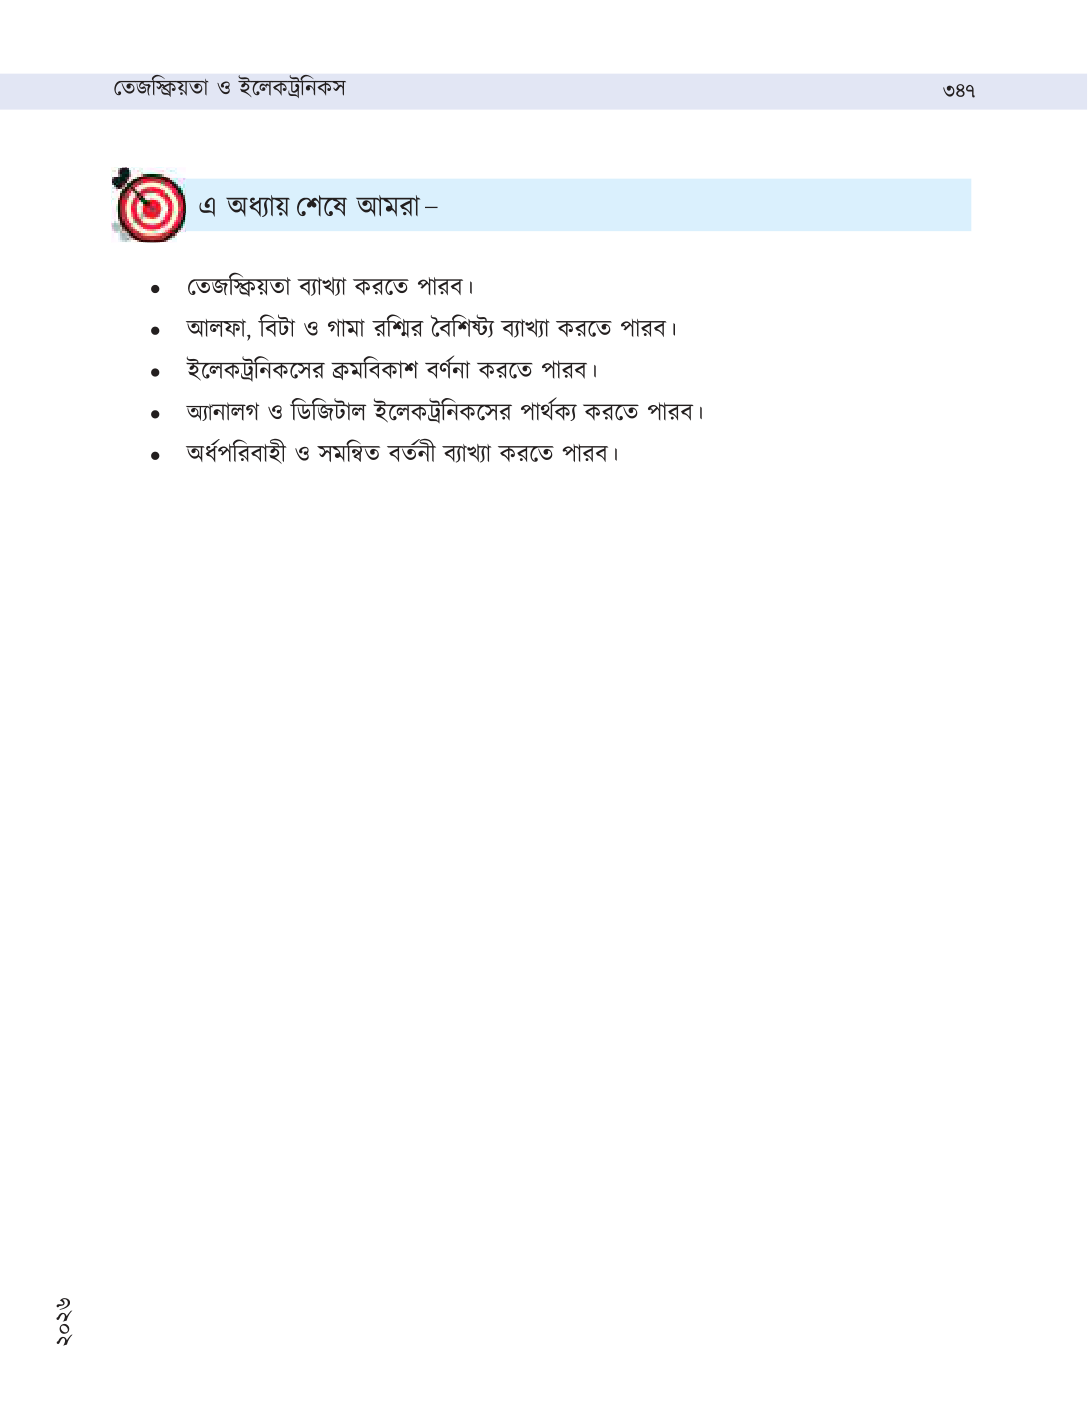 তেজস্ক্রিয়তা ও ইলেকট্রনিকস
৩৪৭
এ অধ্যায় শেষে আমরা –
• তেজস্ক্রিয়তা ব্যাখ্যা করতে পারব।
• আলফা, বিটা ও গামা রশ্মির বৈশিষ্ট্য ব্যাখ্যা করতে পারব।
• ইলেকট্রনিকসের ক্রমবিকাশ বর্ণনা করতে পারব।
• অ্যানালগ ও ডিজিটাল ইলেকট্রনিকসের পার্থক্য করতে পারব।
• অর্ধপরিবাহী ও সমন্বিত বর্তনী ব্যাখ্যা করতে পারব।
২০২৬